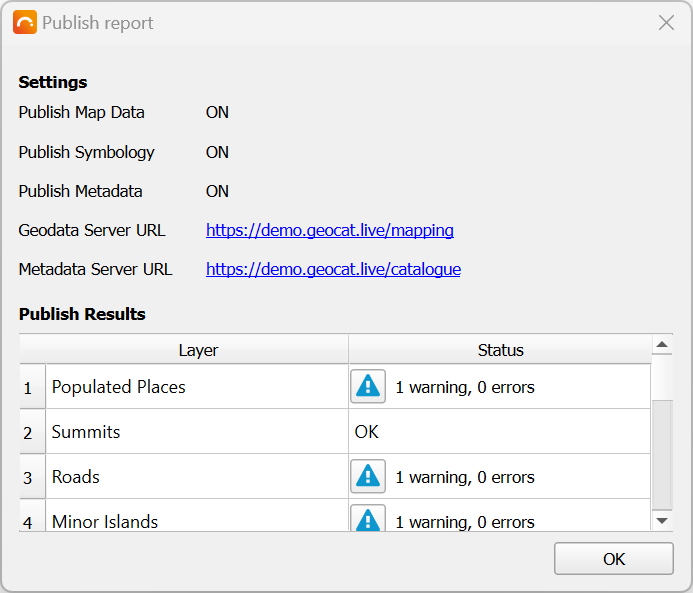 Publish report
Settings
Publish Map Data ON
Publish Symbology ON
Publish Metadata ON
Geodata Server URL https://demo.geocat.live/mapping
Metadata Server URL https://demo.geocat.live/catalogue
Publish Results
Layer Status
1 Populated Places 1 warning, 0 errors
2 Summits OK
3 Roads 1 warning, 0 errors
4 Minor Islands 1 warning, 0 errors
OK